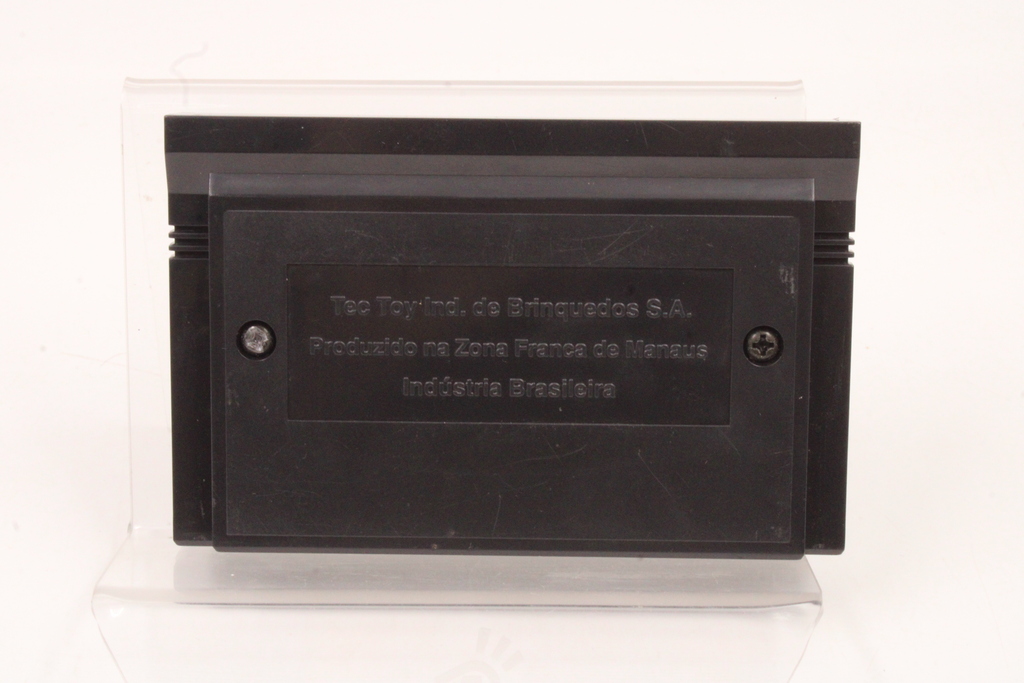 Tec Toy Ind. de Brinquedos S.A.
Produzido na Zona Franca de Manaus
Indústria Brasileira